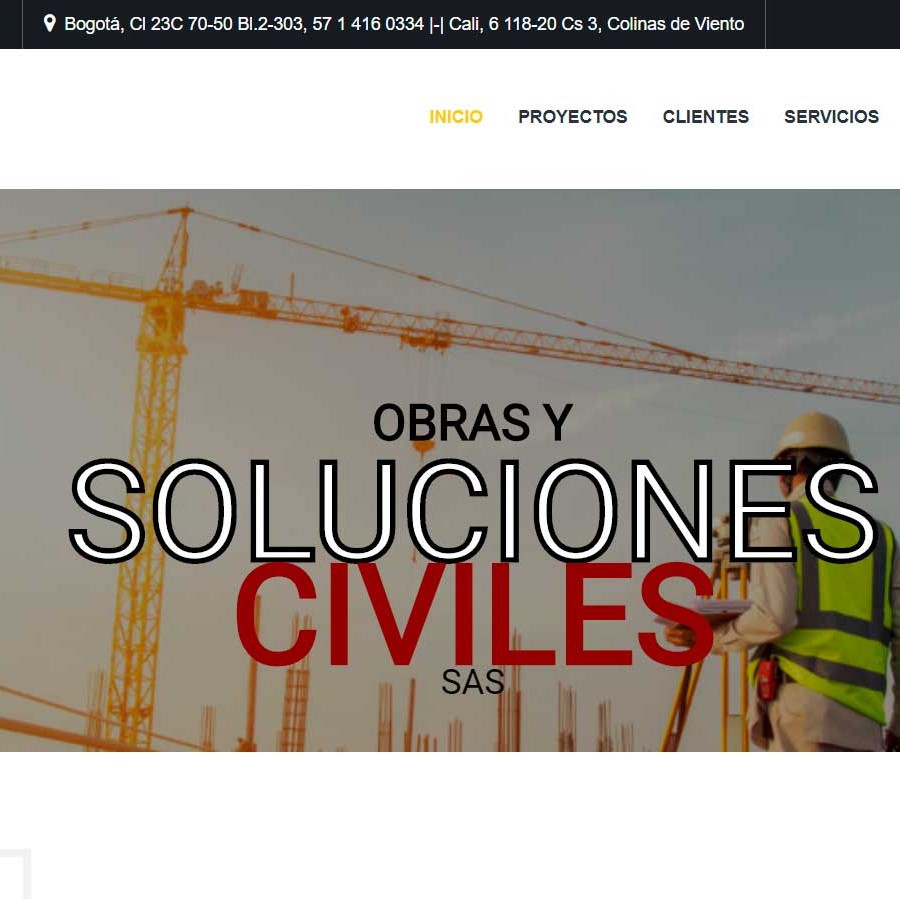 Bogotá, Cl 23C 70-50 Bl.2-303, 57 1 416 0334 |-| Cali, 6 118-20 Cs 3, Colinas de Viento
INICIO PROYECTOS CLIENTES SERVICIOS
OBRAS Y
SOLUCIONES
CIVILES
SAS